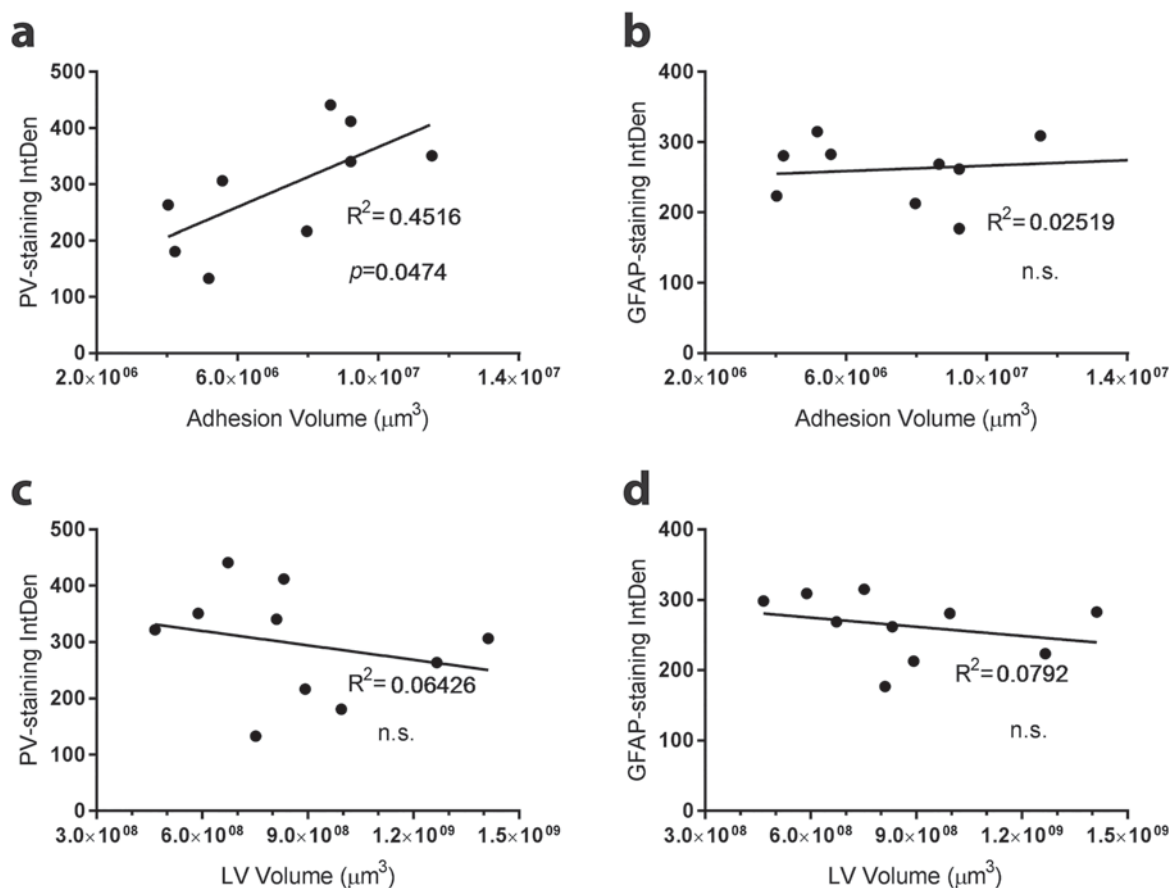 a
500
400
300
200
100
0
PV-staining IntDen
R²=0.4516
p=0.0474
2.0×10⁰⁶ 6.0×10⁰⁶ 1.0×10⁰⁷ 1.4×10⁰⁷
Adhesion Volume (μm³)
b
400
300
200
100
0
GFAP-staining IntDen
R²=0.02519
n.s.
2.0×10⁰⁶ 6.0×10⁰⁶ 1.0×10⁰⁷ 1.4×10⁰⁷
Adhesion Volume (μm³)
c
500
400
300
200
100
0
PV-staining IntDen
R²=0.06426
n.s.
3.0×10⁰⁸ 6.0×10⁰⁸ 9.0×10⁰⁸ 1.2×10⁰⁹ 1.5×10⁰⁹
LV Volume (μm³)
d
400
300
200
100
0
GFAP-staining IntDen
R²=0.0792
n.s.
3.0×10⁰⁸ 6.0×10⁰⁸ 9.0×10⁰⁸ 1.2×10⁰⁹ 1.5×10⁰⁹
LV Volume (μm³)